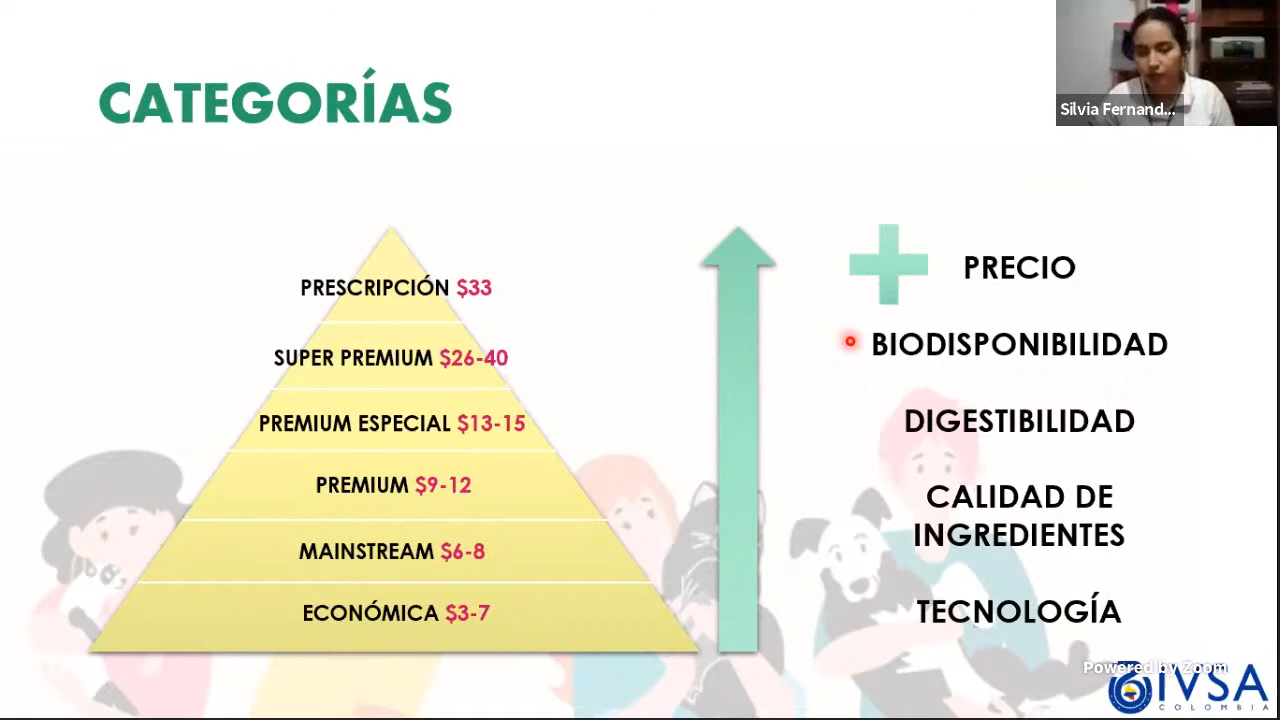 CATEGORÍAS
Silvia Fernand...
PRESCRIPCIÓN $33
SUPER PREMIUM $26-40
PREMIUM ESPECIAL $13-15
PREMIUM $9-12
MAINSTREAM $6-8
ECONÓMICA $3-7
PRECIO
BIODISPONIBILIDAD
DIGESTIBILIDAD
CALIDAD DE
INGREDIENTES
TECNOLOGÍA
Powered by Zoom
IVSA
COLOMBIA